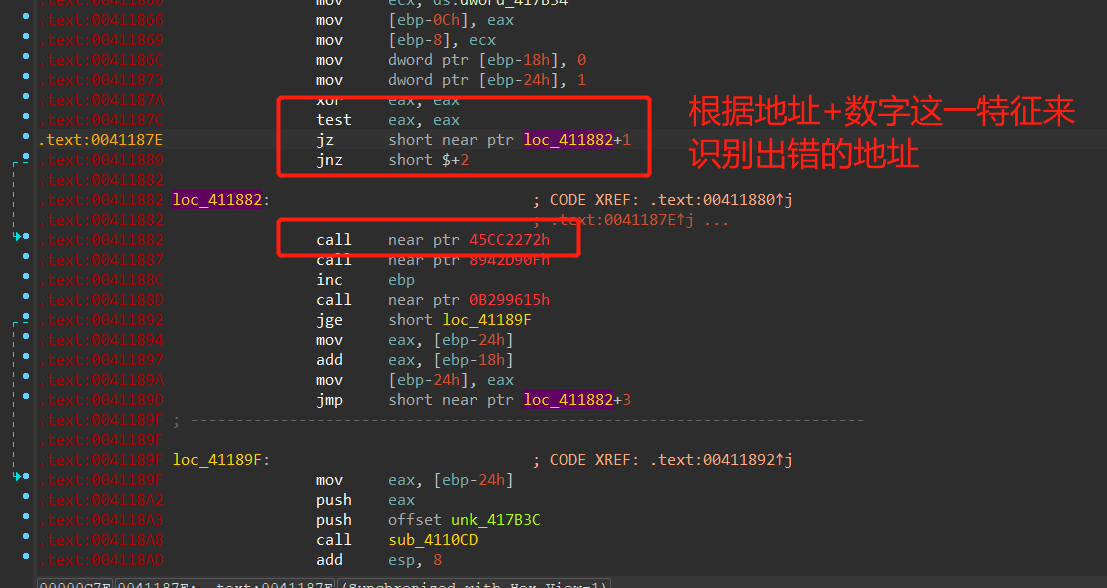 mov ecx, ds:dword_417B34
.text:00411866 mov [ebp-0Ch], eax
.text:00411869 mov [ebp-8], ecx
.text:0041186C mov dword ptr [ebp-18h], 0
.text:00411873 mov dword ptr [ebp-24h], 1
.text:0041187A xor eax, eax
.text:0041187C test eax, eax
.text:0041187E jz short near ptr loc_411882+1
.text:00411880 jnz short $+2
.text:00411882
.text:00411882 loc_411882: ; CODE XREF: .text:00411880↑j
.text:00411882 ; .text:0041187E↑j ...
.text:00411882 call near ptr 45CC2272h
.text:00411887 call near ptr 8942D90Fh
.text:0041188C inc ebp
.text:0041188D call near ptr 0B299615h
.text:00411892 jge short loc_41189F
.text:00411894 mov eax, [ebp-24h]
.text:00411897 add eax, [ebp-18h]
.text:0041189A mov [ebp-24h], eax
.text:0041189D jmp short near ptr loc_411882+3
.text:0041189F ; ---------------------------------------------------------------------------
.text:0041189F
.text:0041189F loc_41189F: ; CODE XREF: .text:00411892↑j
.text:0041189F mov eax, [ebp-24h]
.text:004118A2 push eax
.text:004118A3 push offset unk_417B3C
.text:004118A8 call sub_4110CD
.text:004118AD add esp, 8
0041187E: .text:0041187E (Synchronized with Hex View-1)
根据地址+数字这一特征来
识别出错的地址